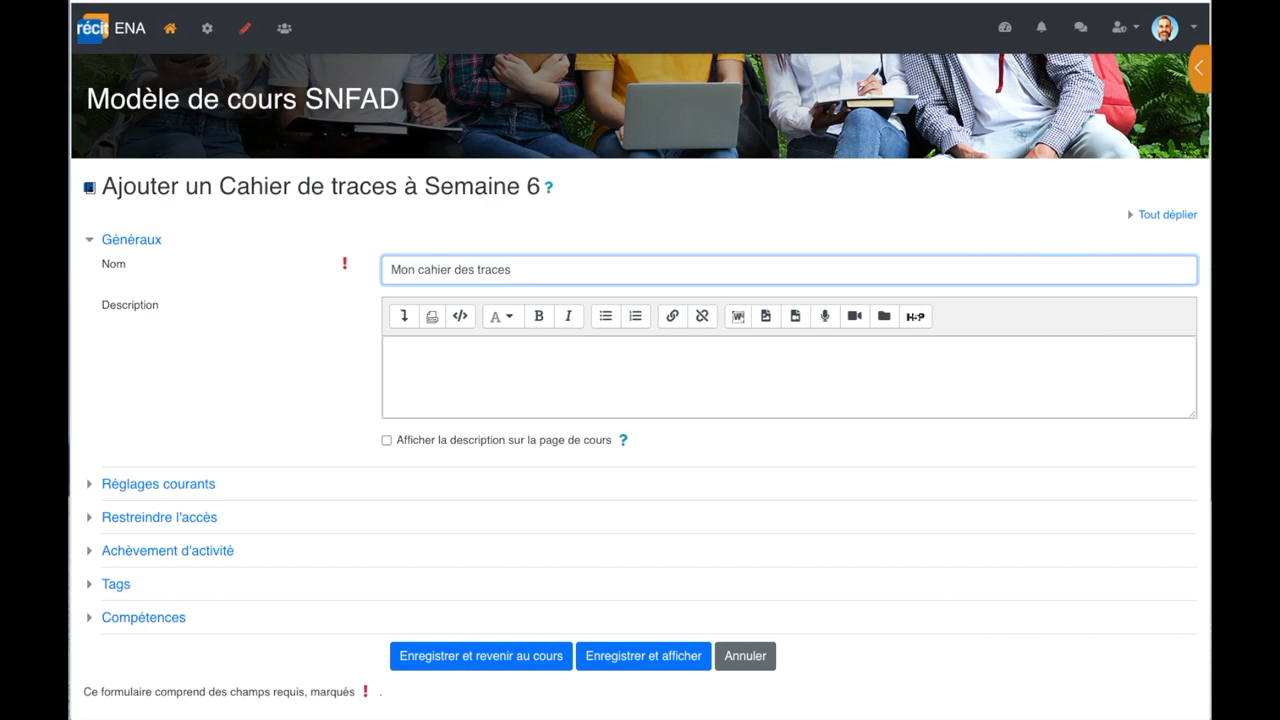 récit ENA
Modèle de cours SNFAD
Ajouter un Cahier de traces à Semaine 6 ?
Tout déplier
Généraux
Nom
Mon cahier des traces
Description
A B I W H-P
Afficher la description sur la page de cours ?
Réglages courants
Restreindre l'accès
Achèvement d'activité
Tags
Compétences
Enregistrer et revenir au cours Enregistrer et afficher Annuler
Ce formulaire comprend des champs requis, marqués ! .